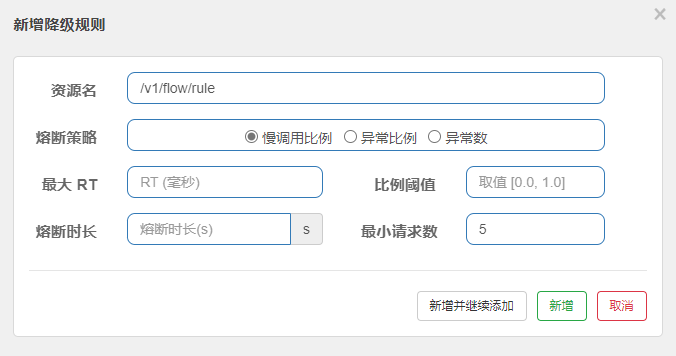 新增降级规则 ×
资源名 /v1/flow/rule
熔断策略 慢调用比例 异常比例 异常数
最大 RT RT (毫秒) 比例阈值 取值 [0.0, 1.0]
熔断时长 熔断时长(s) s 最小请求数 5
新增并继续添加 新增 取消